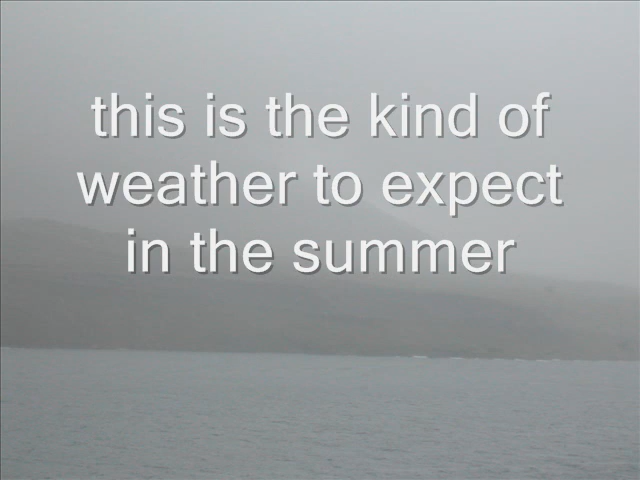 this is the kind of
weather to expect
in the summer